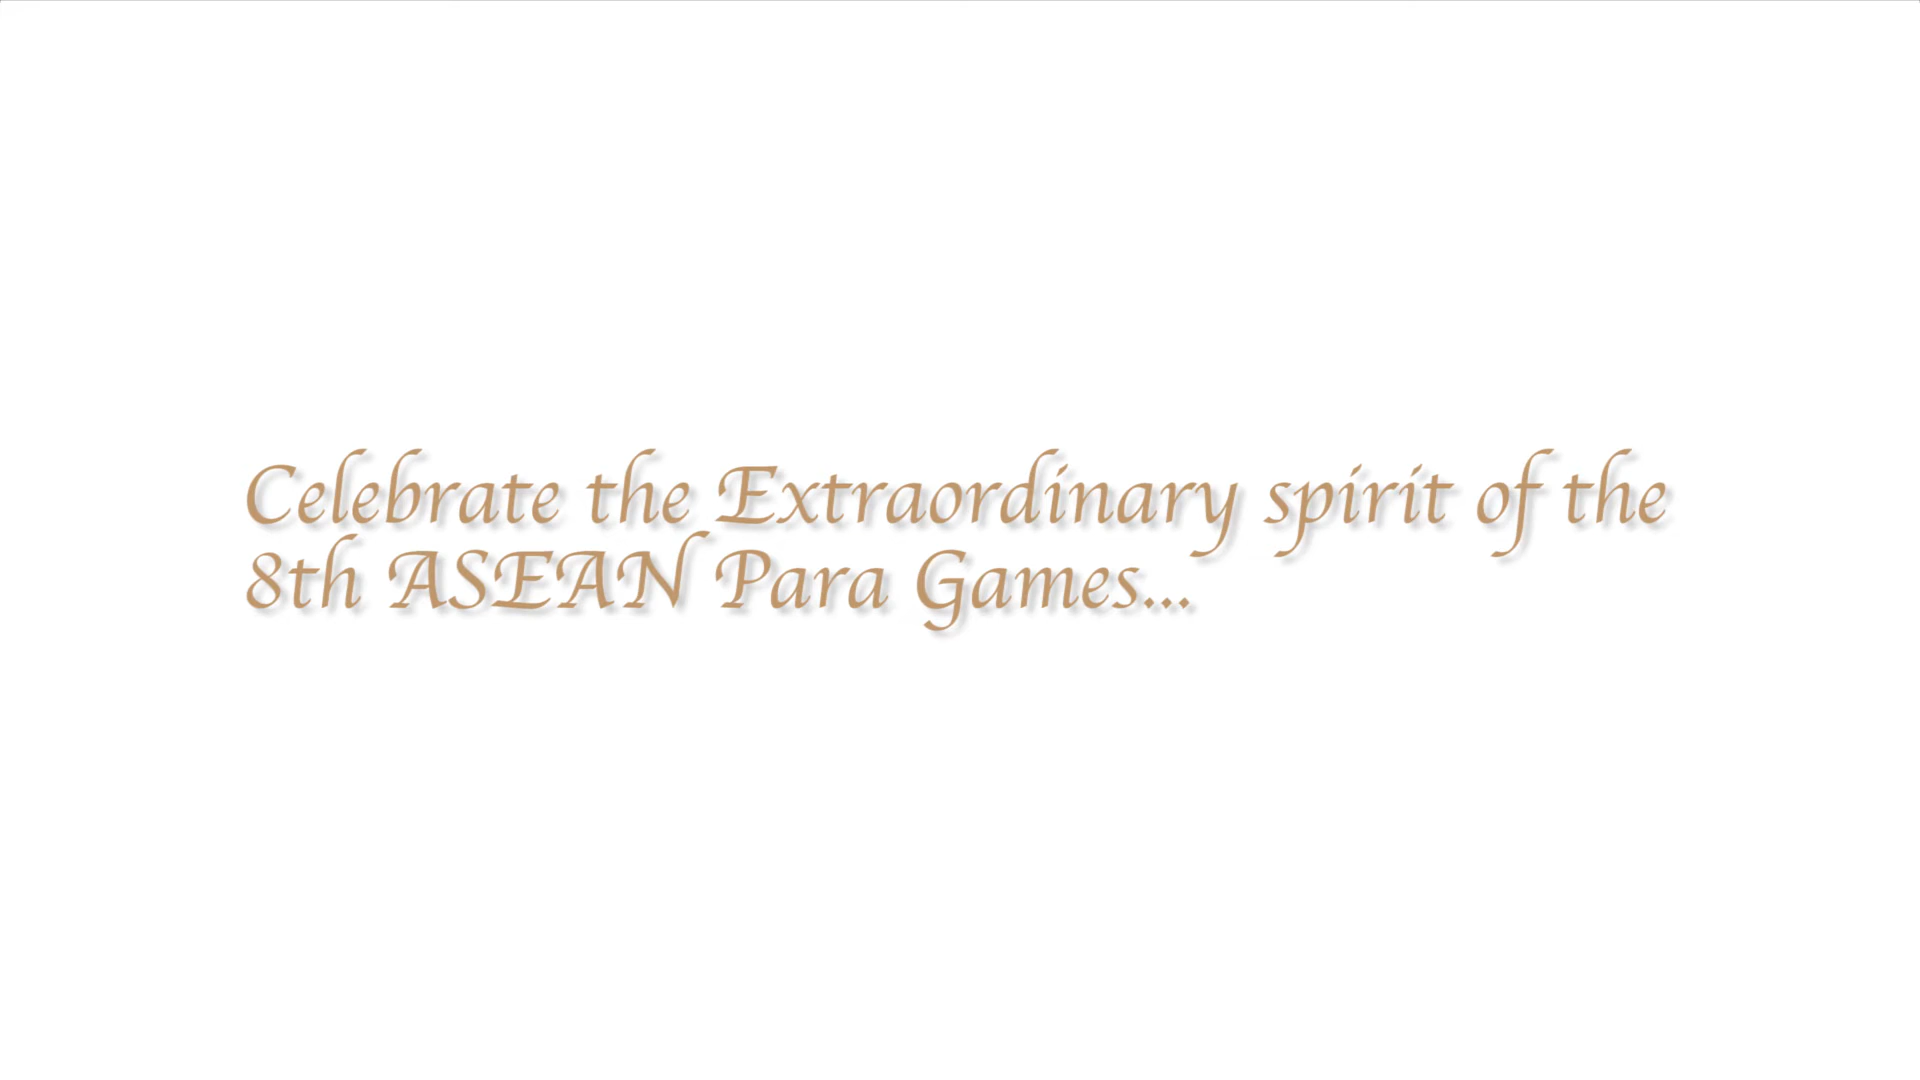 Celebrate the Extraordinary spirit of the
8th ASEAN Para Games...